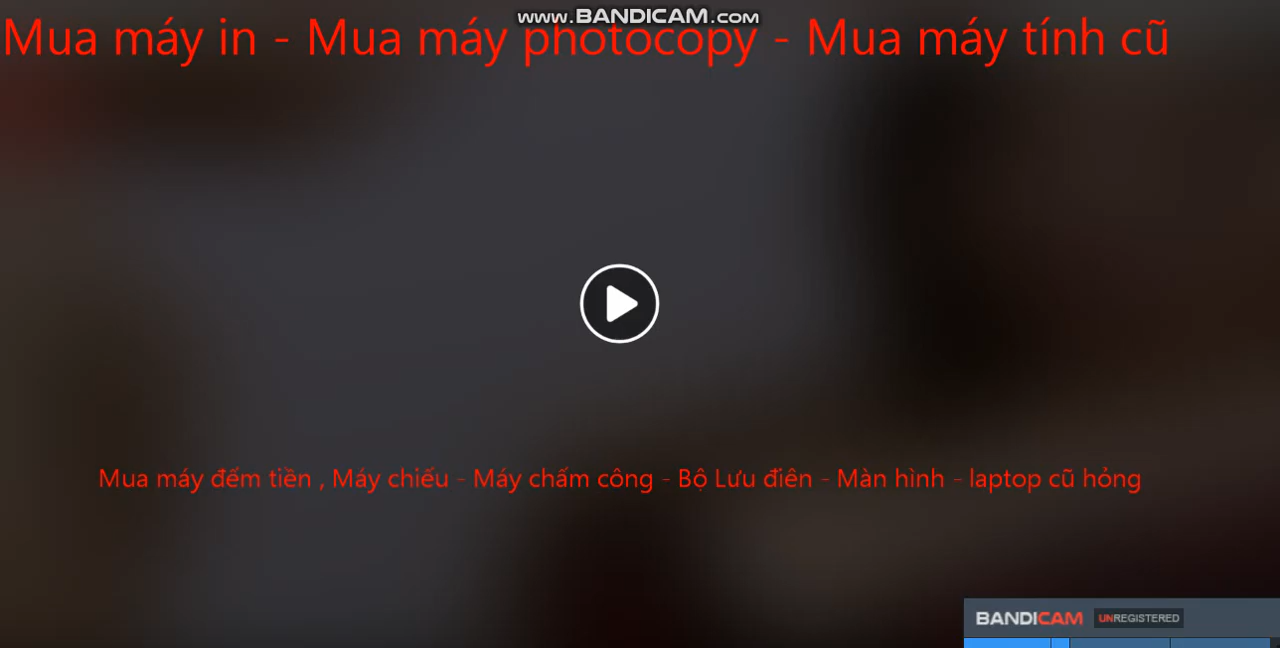 www.BANDICAM.com
Mua máy in - Mua máy photocopy - Mua máy tính cũ
Mua máy đếm tiền , Máy chiếu - Máy chấm công - Bộ Lưu điên - Màn hình - laptop cũ hỏng
BANDICAM UNREGISTERED